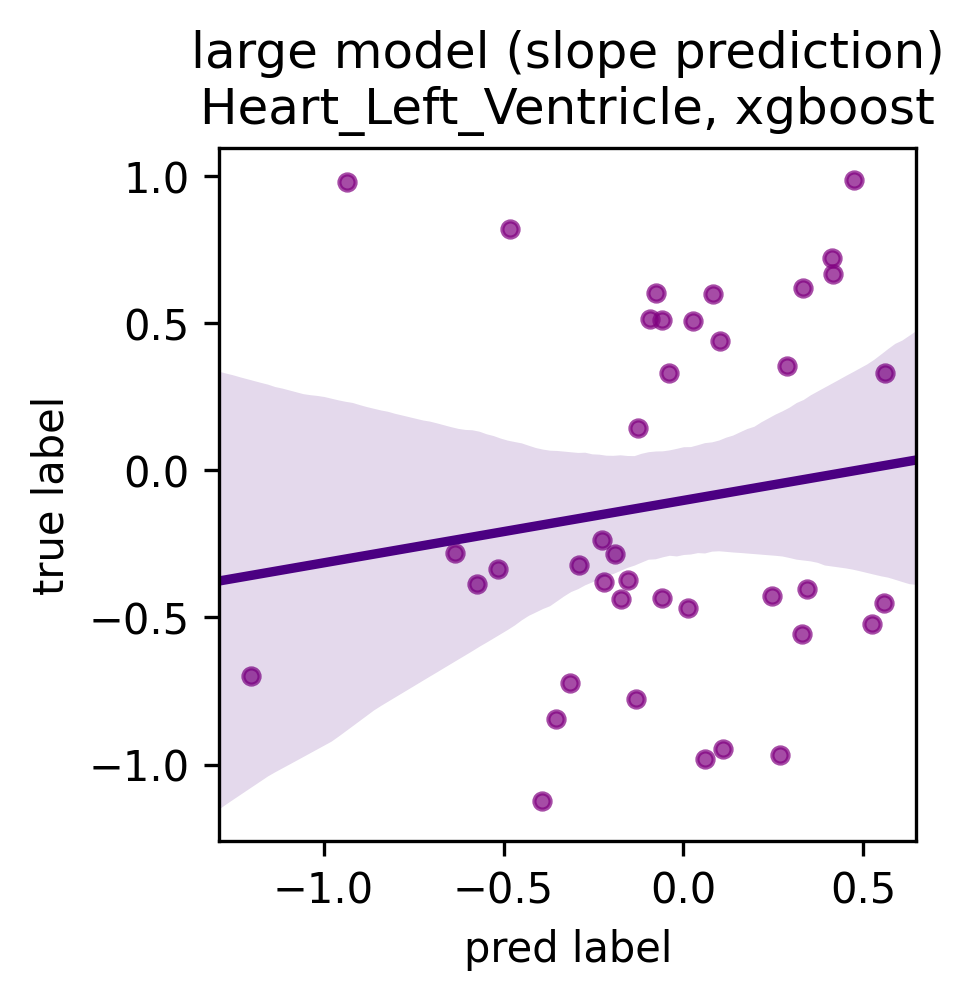 large model (slope prediction)
Heart_Left_Ventricle, xgboost
1.0
0.5
0.0
−0.5
−1.0
true label
−1.0
−0.5
0.0
0.5
pred label